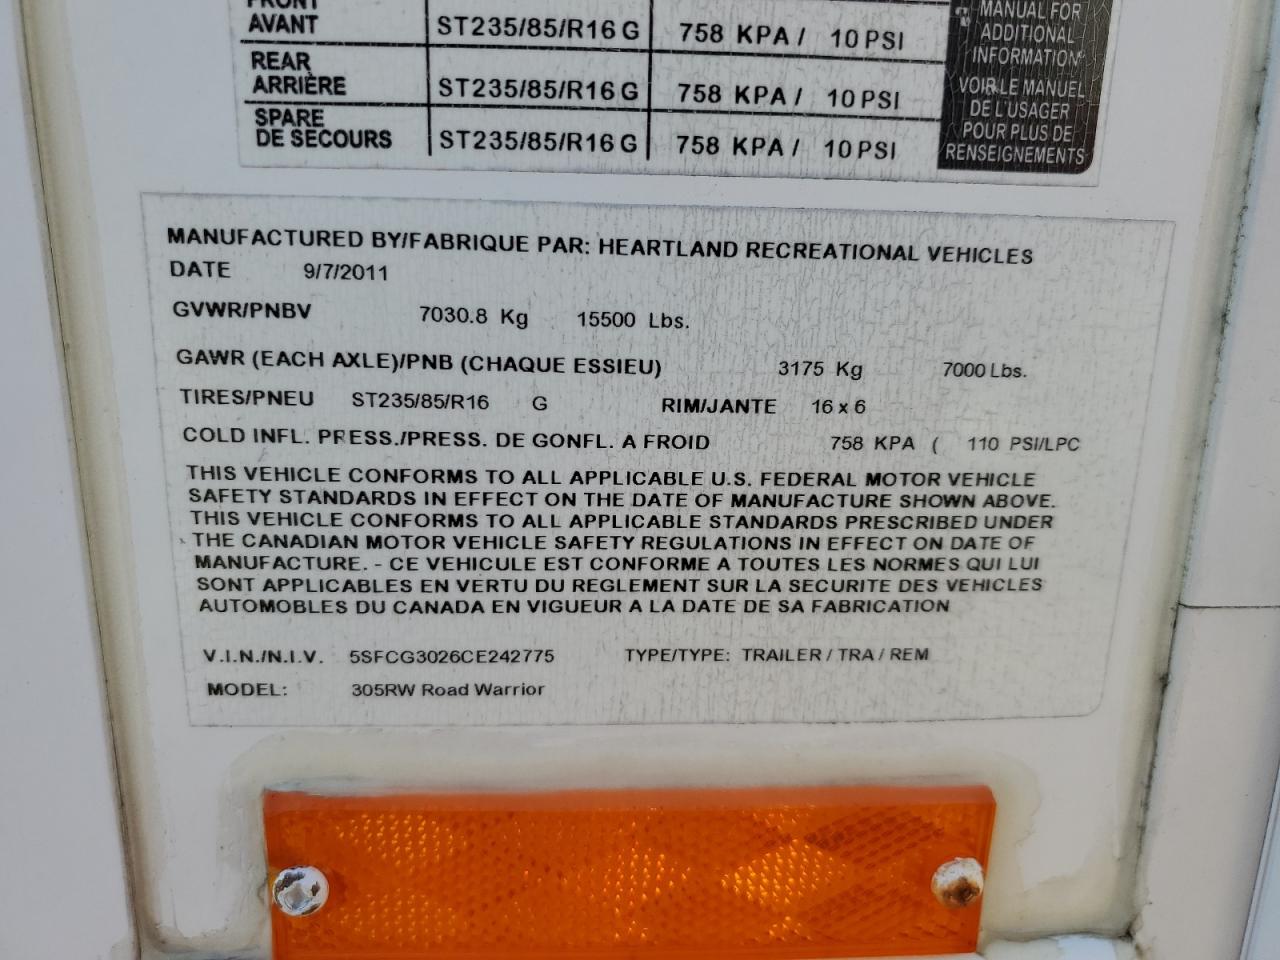 FRONT
AVANT ST235/85/R16 G 758 KPA / 10 PSI
REAR
ARRIÈRE ST235/85/R16 G 758 KPA / 10 PSI
SPARE
DE SECOURS ST235/85/R16 G 758 KPA / 10 PSI
MANUAL FOR
ADDITIONAL
INFORMATION
VOIR LE MANUEL
DE L'USAGER
POUR PLUS DE
RENSEIGNEMENTS
MANUFACTURED BY/FABRIQUE PAR: HEARTLAND RECREATIONAL VEHICLES
DATE 9/7/2011
GVWR/PNBV 7030.8 Kg 15500 Lbs.
GAWR (EACH AXLE)/PNB (CHAQUE ESSIEU) 3175 Kg 7000 Lbs.
TIRES/PNEU ST235/85/R16 G RIM/JANTE 16 x 6
COLD INFL. PRESS./PRESS. DE GONFL. A FROID 758 KPA ( 110 PSI/LPC
THIS VEHICLE CONFORMS TO ALL APPLICABLE U.S. FEDERAL MOTOR VEHICLE
SAFETY STANDARDS IN EFFECT ON THE DATE OF MANUFACTURE SHOWN ABOVE.
THIS VEHICLE CONFORMS TO ALL APPLICABLE STANDARDS PRESCRIBED UNDER
THE CANADIAN MOTOR VEHICLE SAFETY REGULATIONS IN EFFECT ON DATE OF
MANUFACTURE. - CE VEHICULE EST CONFORME A TOUTES LES NORMES QUI LUI
SONT APPLICABLES EN VERTU DU REGLEMENT SUR LA SECURITE DES VEHICLES
AUTOMOBLES DU CANADA EN VIGUEUR A LA DATE DE SA FABRICATION
V.I.N./N.I.V. 5SFCG3026CE242775 TYPE/TYPE: TRAILER / TRA / REM
MODEL: 305RW Road Warrior